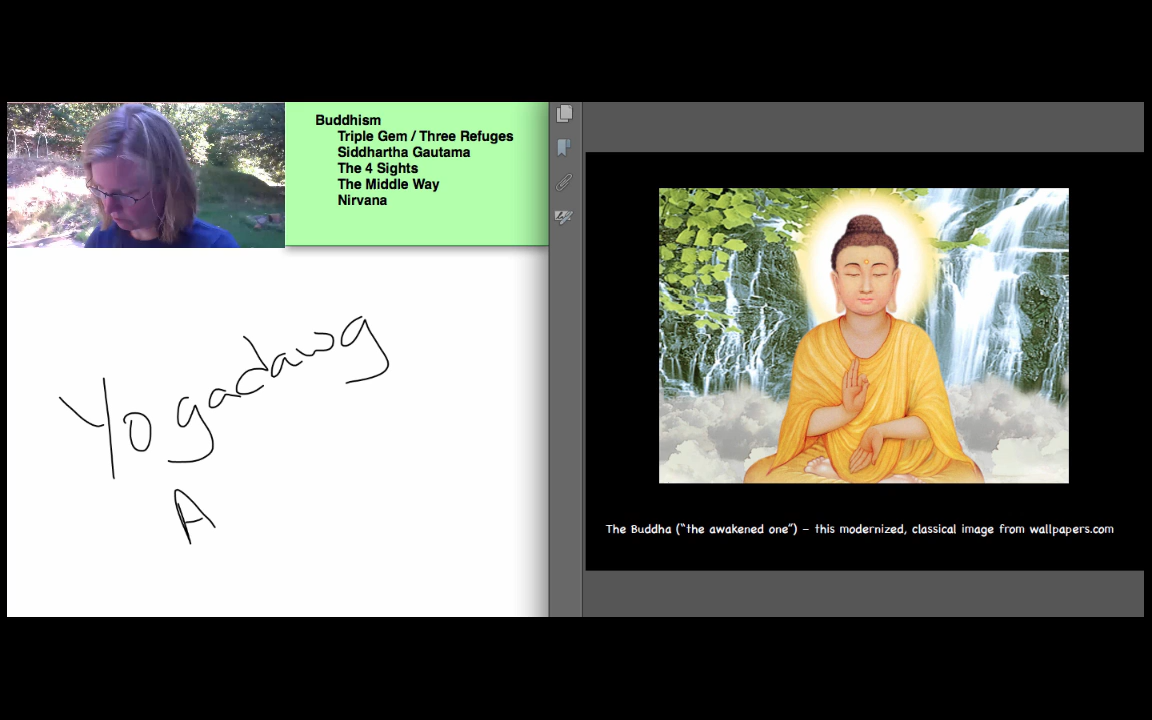 Buddhism
Triple Gem / Three Refuges
Siddhartha Gautama
The 4 Sights
The Middle Way
Nirvana
Yogadawg
A
The Buddha ("the awakened one") – this modernized, classical image from wallpapers.com